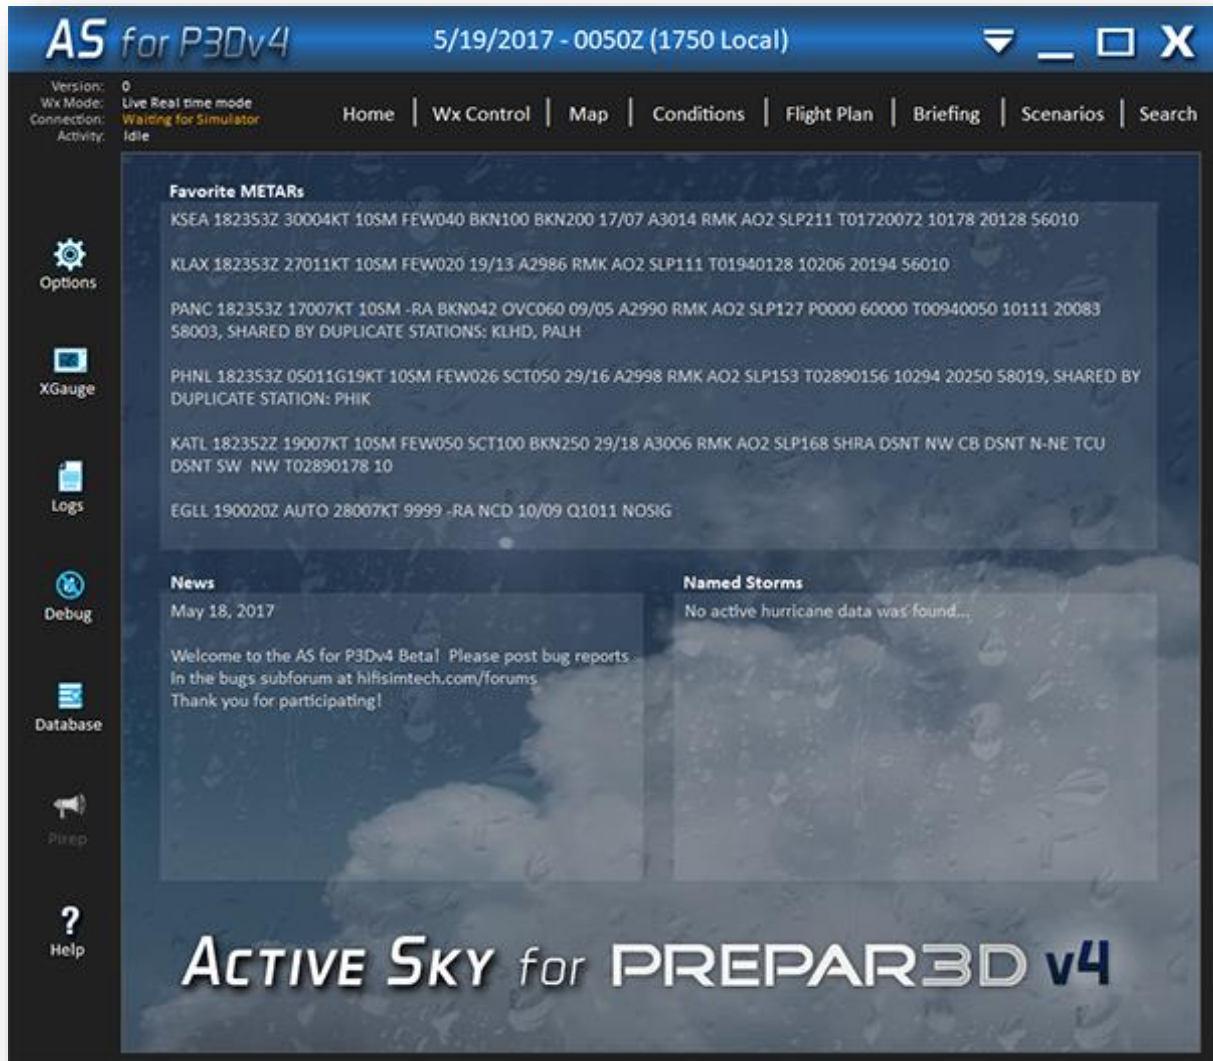 AS for P3Dv4
5/19/2017 - 0050Z (1750 Local)
X
Version: 0
Wx Mode: Live Real time mode
Connection: Waiting for Simulator
Activity: Idle
Home | Wx Control | Map | Conditions | Flight Plan | Briefing | Scenarios | Search
Favorite METARs
KSEA 182353Z 30004KT 10SM FEW040 BKN100 BKN200 17/07 A3014 RMK AO2 SLP211 T01720072 10178 20128 56010
KLAX 182353Z 27011KT 10SM FEW020 19/13 A2986 RMK AO2 SLP111 T01940128 10206 20194 56010
PANC 182353Z 17007KT 10SM -RA BKN042 OVC060 09/05 A2990 RMK AO2 SLP127 P0000 60000 T00940050 10111 20083
58003, SHARED BY DUPLICATE STATIONS: KLHD, PALH
PHNL 182353Z 05011G19KT 10SM FEW026 SCT050 29/16 A2998 RMK AO2 SLP153 T02890156 10294 20250 58019, SHARED BY
DUPLICATE STATION: PHIK
KATL 182352Z 19007KT 10SM FEW050 SCT100 BKN250 29/18 A3006 RMK AO2 SLP168 SHRA DSNT NW CB DSNT N-NE TCU
DSNT SW  NW T02890178 10
EGLL 190020Z AUTO 28007KT 9999 -RA NCD 10/09 Q1011 NOSIG
Options
XGauge
Logs
Debug
Database
Pirep
? 
Help
News
May 18, 2017
Welcome to the AS for P3Dv4 Beta!  Please post bug reports
In the bugs subforum at hifisimtech.com/forums
Thank you for participating!
Named Storms
No active hurricane data was found...
ACTIVE SKY for PREPAR3D v4